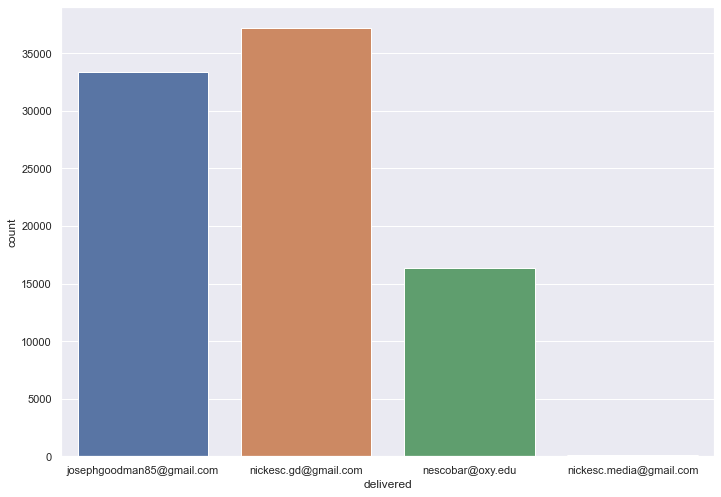 35000
30000
25000
20000
15000
10000
5000
0
count
josephgoodman85@gmail.com nickesc.gd@gmail.com nescobar@oxy.edu nickesc.media@gmail.com
delivered